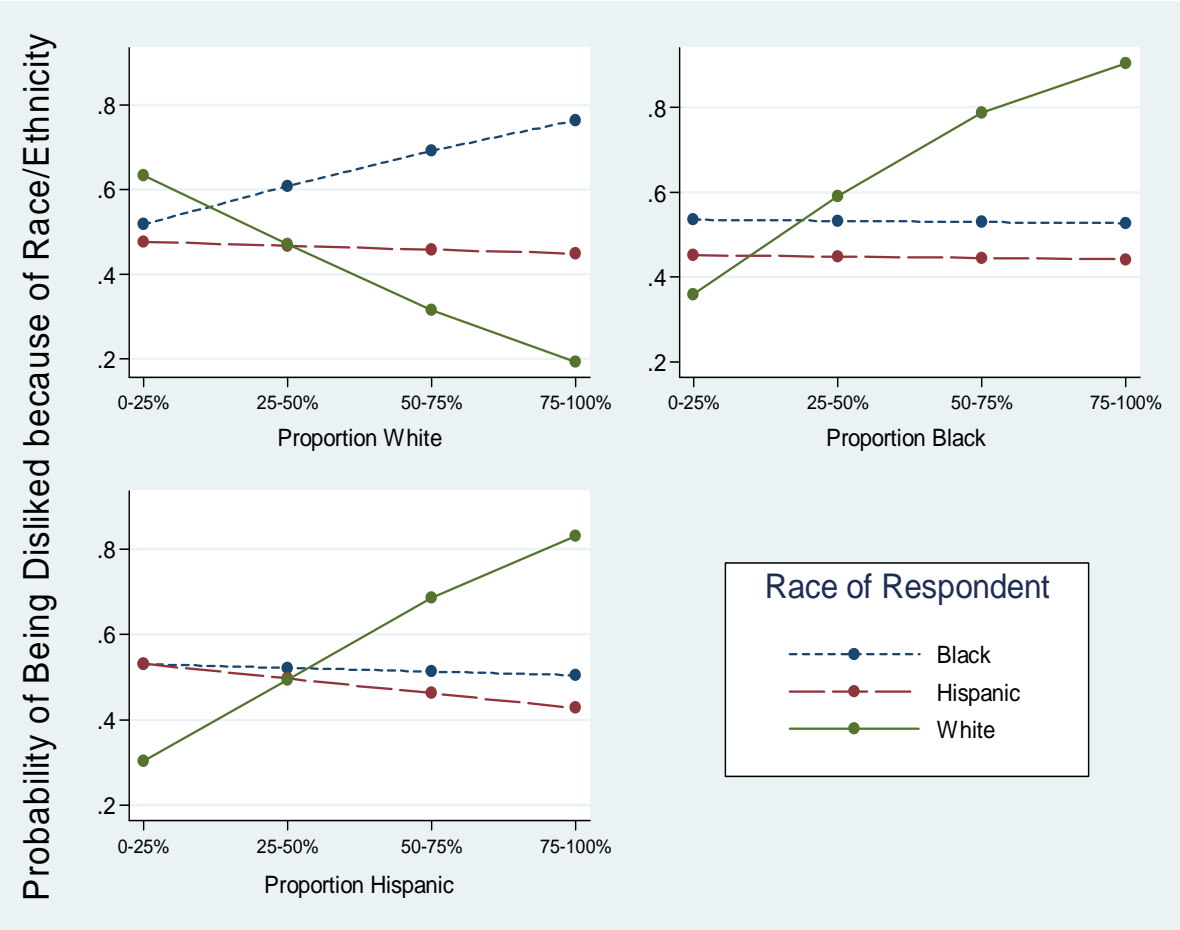 Probability of Being Disliked because of Race/Ethnicity
.8
.6
.4
.2
0-25% 25-50% 50-75% 75-100%
Proportion White
.8
.6
.4
.2
0-25% 25-50% 50-75% 75-100%
Proportion Black
.8
.6
.4
.2
0-25% 25-50% 50-75% 75-100%
Proportion Hispanic
Race of Respondent
Black
Hispanic
White